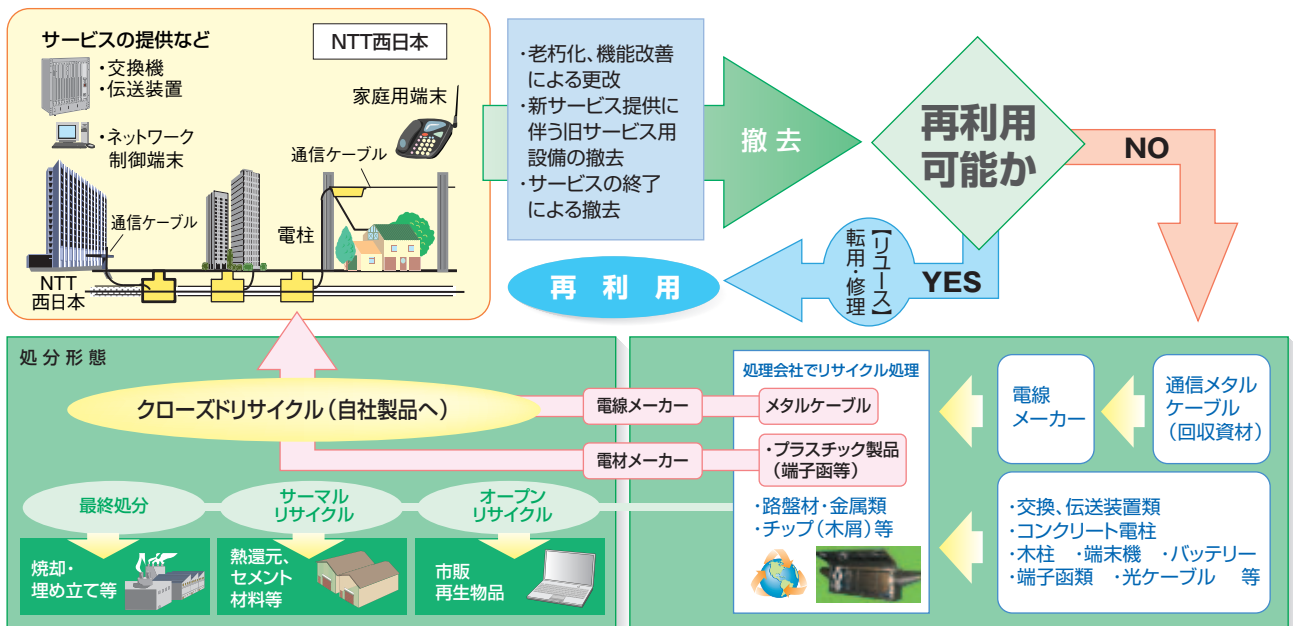 サービスの提供など
NTT西日本
・交換機
・伝送装置
・ネットワーク
制御端末
家庭用端末
通信ケーブル
通信ケーブル
電柱
NTT
西日本
・老朽化、機能改善
による更改
・新サービス提供に
伴う旧サービス用
設備の撤去
・サービスの終了
による撤去
撤去
再利用
可能か
NO
YES
【リユース】
転用・修理
再利用
処分形態
クローズドリサイクル（自社製品へ）
電線メーカー
電材メーカー
処理会社でリサイクル処理
メタルケーブル
・プラスチック製品
（端子函等）
・路盤材・金属類
・チップ（木屑）等
電線
メーカー
通信メタル
ケーブル
（回収資材）
・交換、伝送装置類
・コンクリート電柱
・木柱　・端末機　・バッテリー
・端子函類　・光ケーブル　等
最終処分
サーマル
リサイクル
オープン
リサイクル
焼却・
埋め立て等
熱還元、
セメント
材料等
市販
再生物品